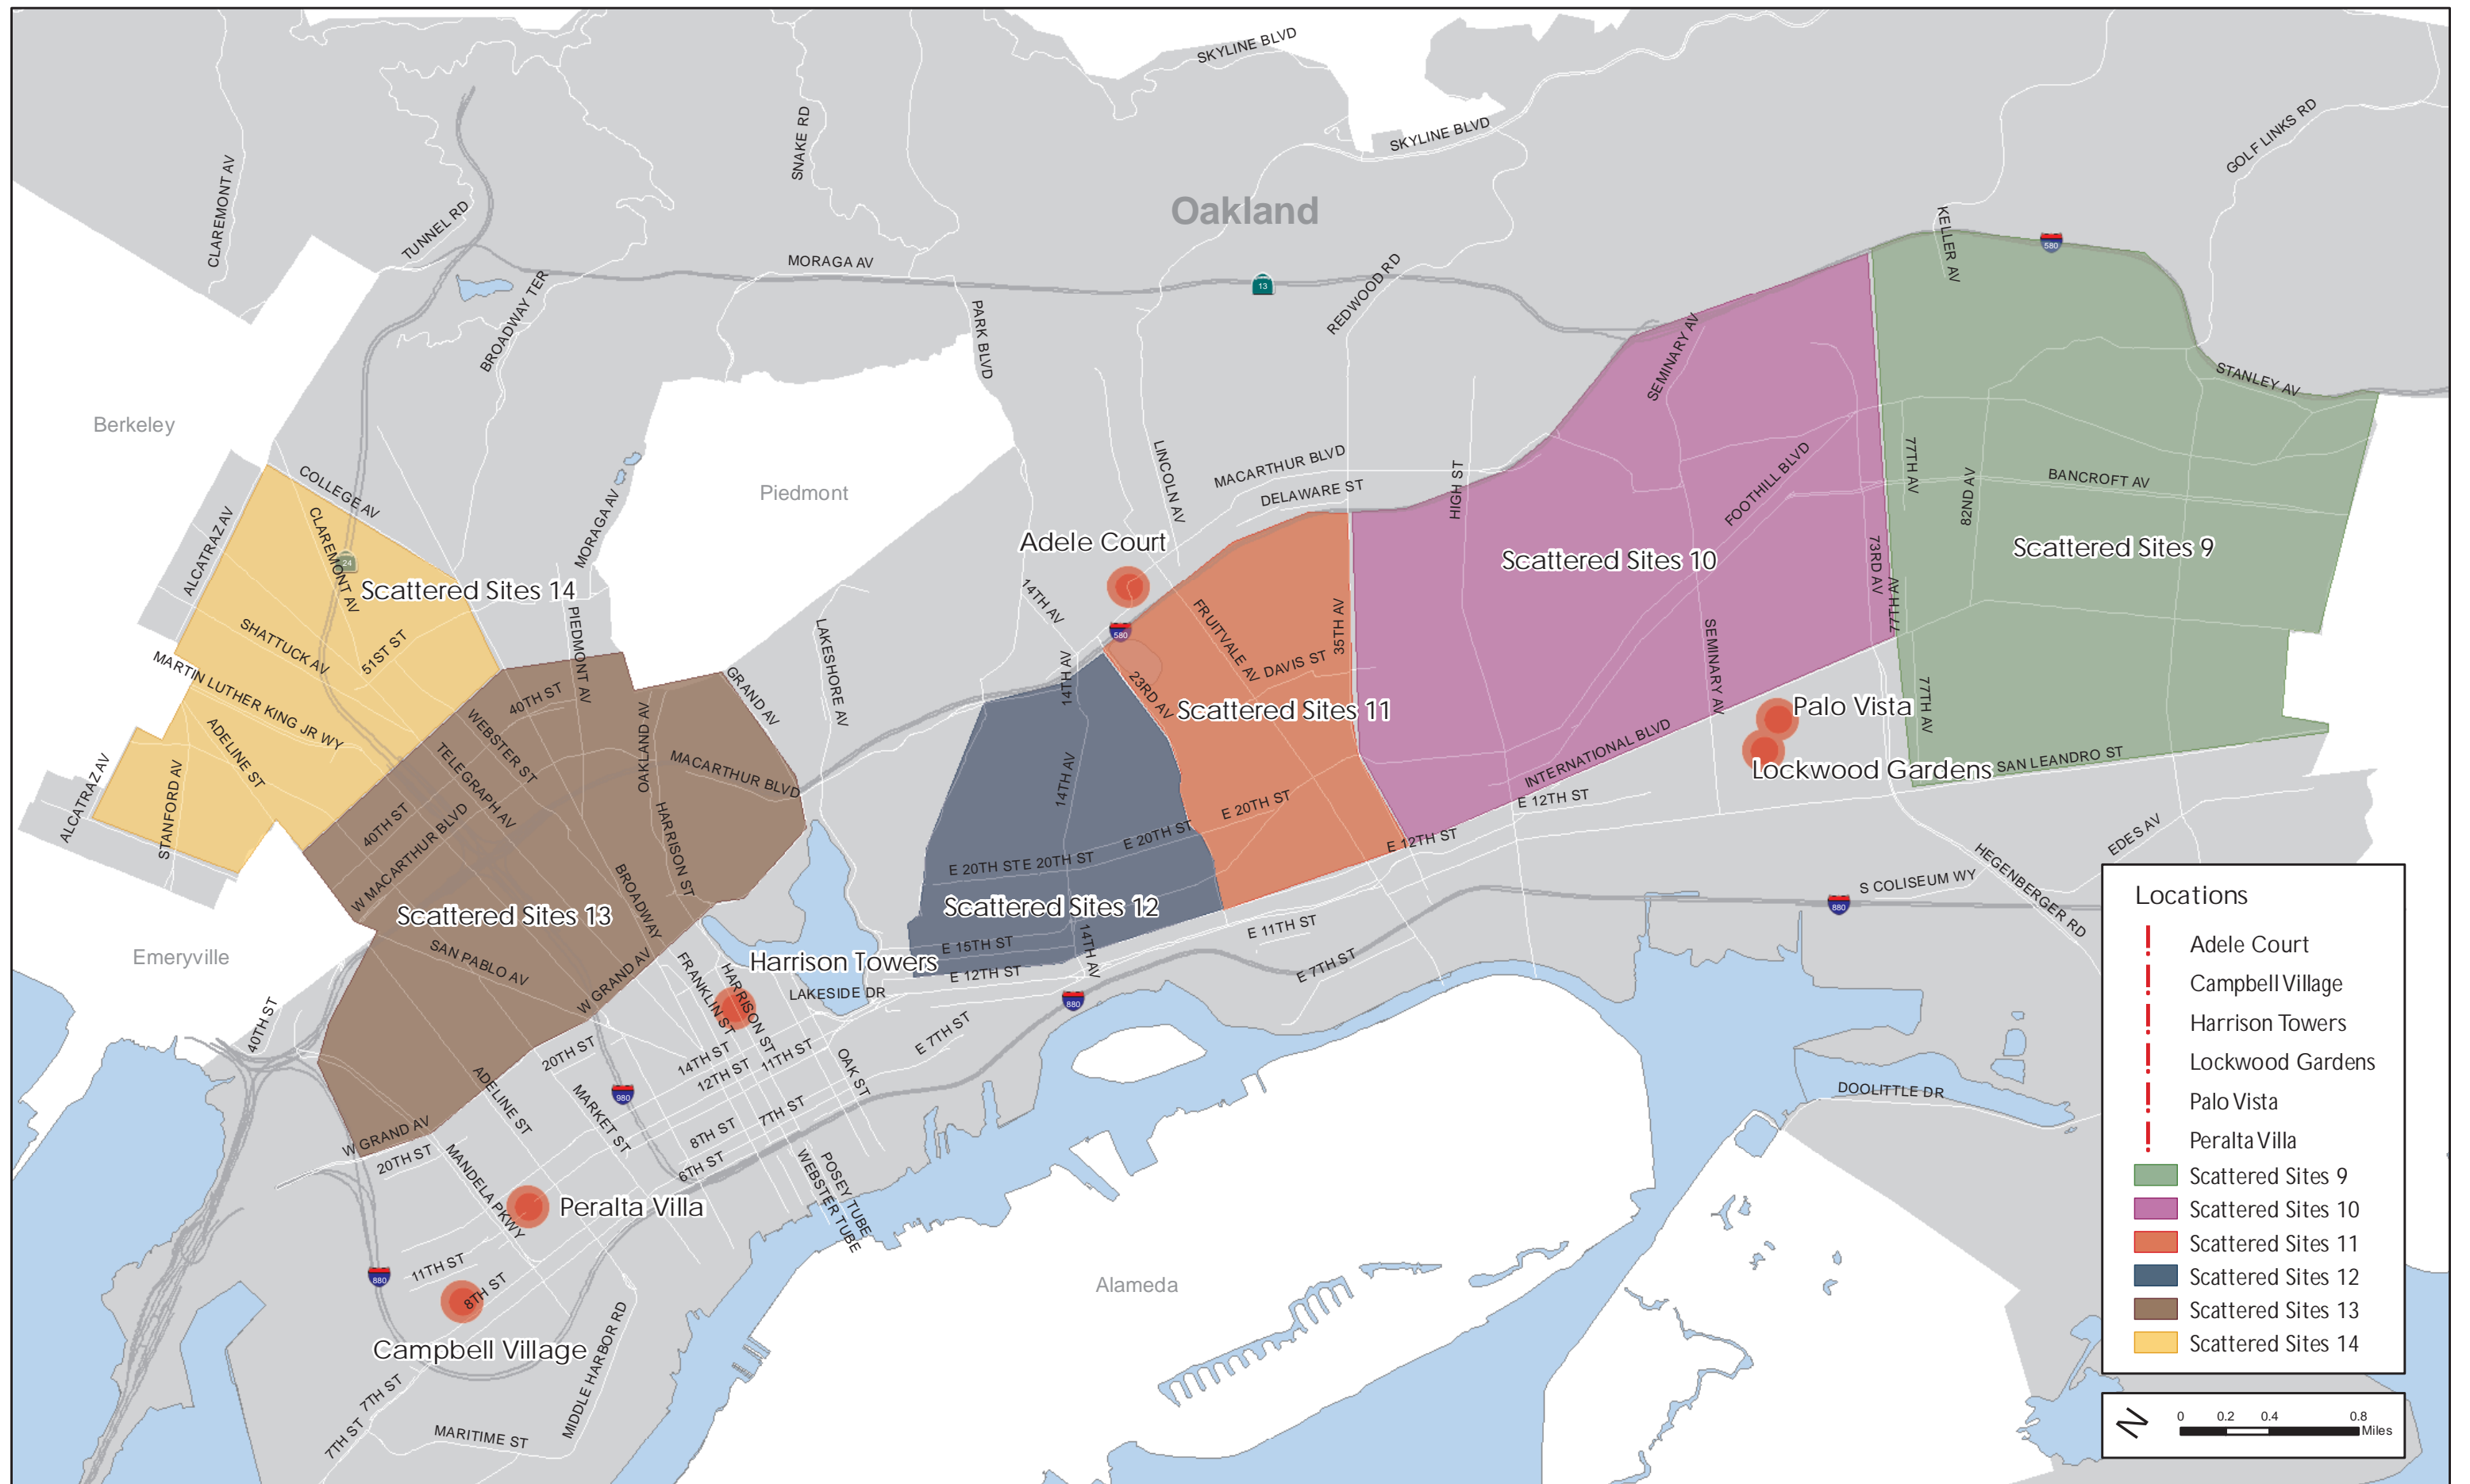 SKYLINE BLVD
SKYLINE BLVD
SNAKE RD
GOLF LINKS RD
CLAREMONT AV
TUNNEL RD
Oakland
KELLER AV
580
MORAGA AV
13
REDWOOD RD
BROADWAY TER
PARK BLVD
SEMINARY AV
STANLEY AV
Berkeley
Piedmont
COLLEGE AV
CLAREMONT AV
ALCATRAZ AV
24
MORAGA AV
LINCOLN AV
MACARTHUR BLVD
DELAWARE ST
HIGH ST
FOOTHILL BLVD
77TH AV
82ND AV
BANCROFT AV
Adele Court
Scattered Sites 10
Scattered Sites 9
73RD AV
77TH AV
Scattered Sites 14
14TH AV
580
FRUITVALE AV
35TH AV
DAVIS ST
SHATTUCK AV
51ST ST
PIEDMONT AV
LAKESHORE AV
14TH AV
23RD AV
SEMINARY AV
MARTIN LUTHER KING JR WY
ADELINE ST
STANFORD AV
ALCATRAZ AV
40TH ST
WEBSTER ST
GRAND AV
OAKLAND AV
Scattered Sites 11
Palo Vista
77TH AV
TELEGRAPH AV
MACARTHUR BLVD
14TH AV
INTERNATIONAL BLVD
Lockwood Gardens
SAN LEANDRO ST
40TH ST
W MACARTHUR BLVD
HARRISON ST
E 20TH ST
E 20TH ST
E 20TH ST
E 20TH ST
E 12TH ST
E 12TH ST
EDES AV
HEGENBERGER RD
S COLISEUM WY
880
BROADWAY
Scattered Sites 13
Scattered Sites 12
E 11TH ST
E 15TH ST
14TH AV
E 7TH ST
Emeryville
SAN PABLO AV
W GRAND AV
FRANKLIN ST
HARRISON ST
Harrison Towers
E 12TH ST
LAKESIDE DR
880
40TH ST
20TH ST
14TH ST
12TH ST
11TH ST
OAK ST
E 7TH ST
980
ADELINE ST
MARKET ST
W GRAND AV
20TH ST
8TH ST
7TH ST
6TH ST
MANDELA PKWY
WEBSTER TUBE
POSEY TUBE
DOOLITTLE DR
Peralta Villa
11TH ST
880
8TH ST
Campbell Village
Alameda
MIDDLE HARBOR RD
7TH ST
7TH ST
MARITIME ST
Locations
Adele Court
Campbell Village
Harrison Towers
Lockwood Gardens
Palo Vista
Peralta Villa
Scattered Sites 9
Scattered Sites 10
Scattered Sites 11
Scattered Sites 12
Scattered Sites 13
Scattered Sites 14
N
0 0.2 0.4 0.8
Miles